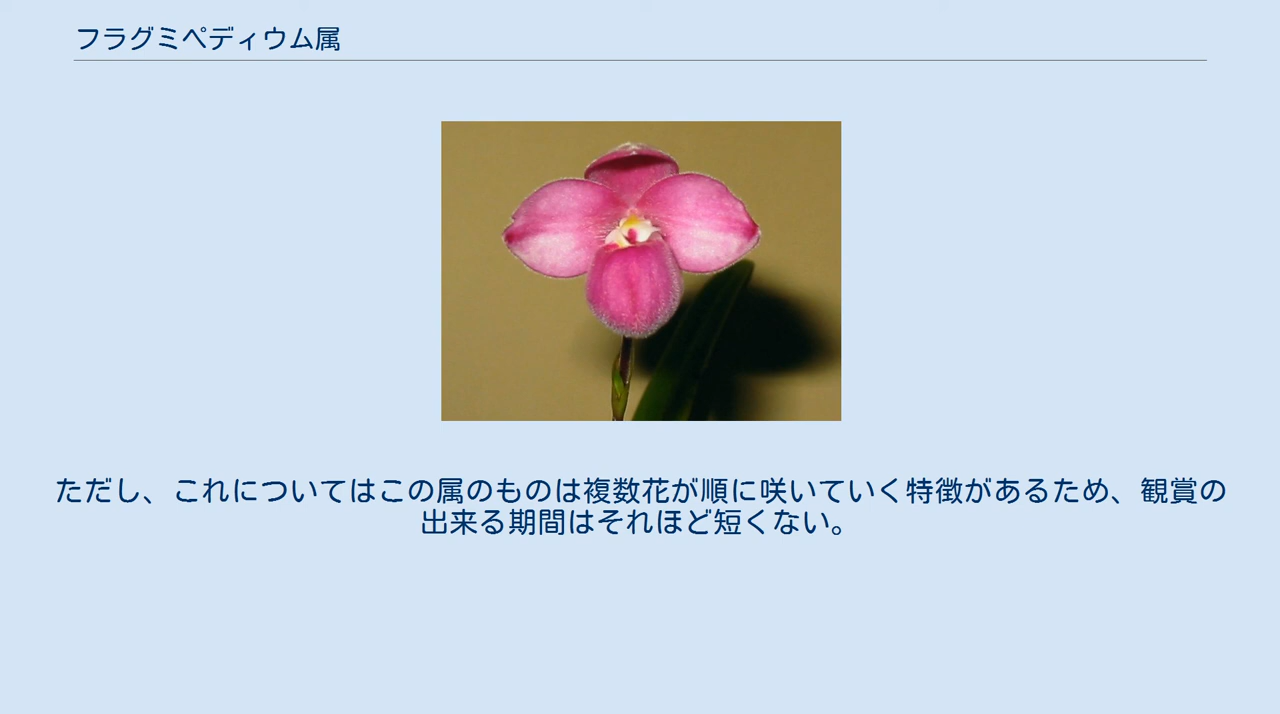 フラグミペディウム属
ただし、これについてはこの属のものは複数花が順に咲いていく特徴があるため、観賞の
出来る期間はそれほど短くない。